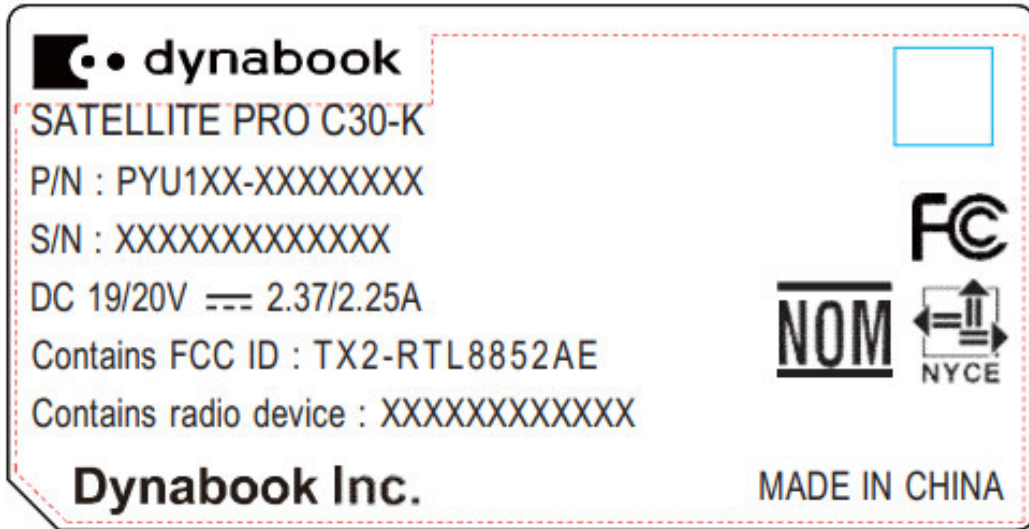 dynabook
SATELLITE PRO C30-K
P/N : PYU1XX-XXXXXXXX
S/N : XXXXXXXXXXXXX
DC 19/20V ⎓ 2.37/2.25A
Contains FCC ID : TX2-RTL8852AE
Contains radio device : XXXXXXXXXXXX
FC
NOM
NYCE
Dynabook Inc.
MADE IN CHINA